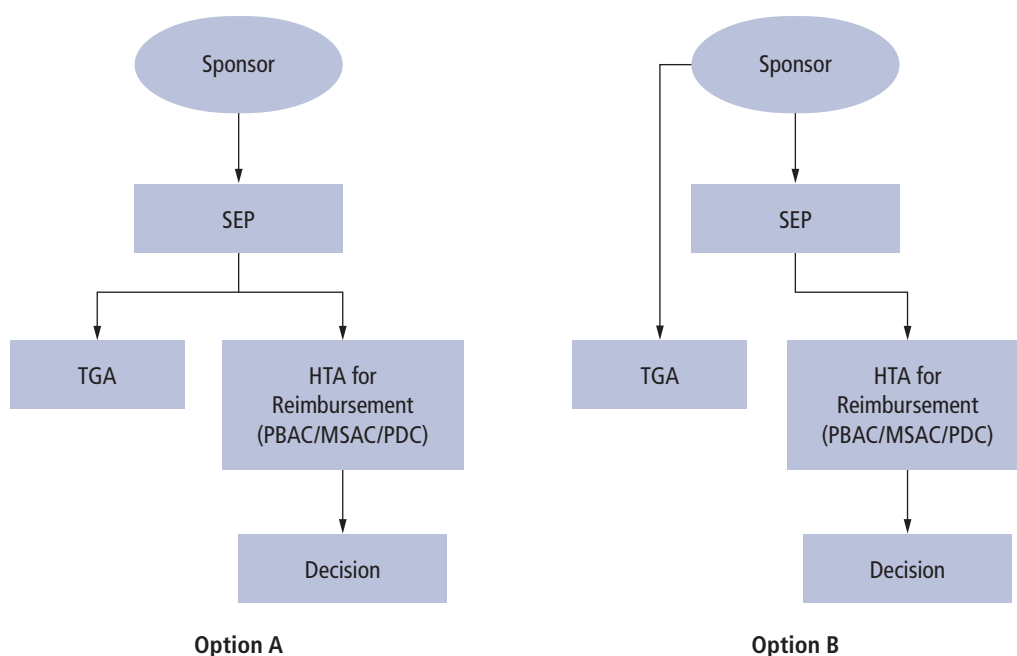 Sponsor
SEP
TGA
HTA for
Reimbursement
(PBAC/MSAC/PDC)
Decision
Option A
Sponsor
SEP
TGA
HTA for
Reimbursement
(PBAC/MSAC/PDC)
Decision
Option B